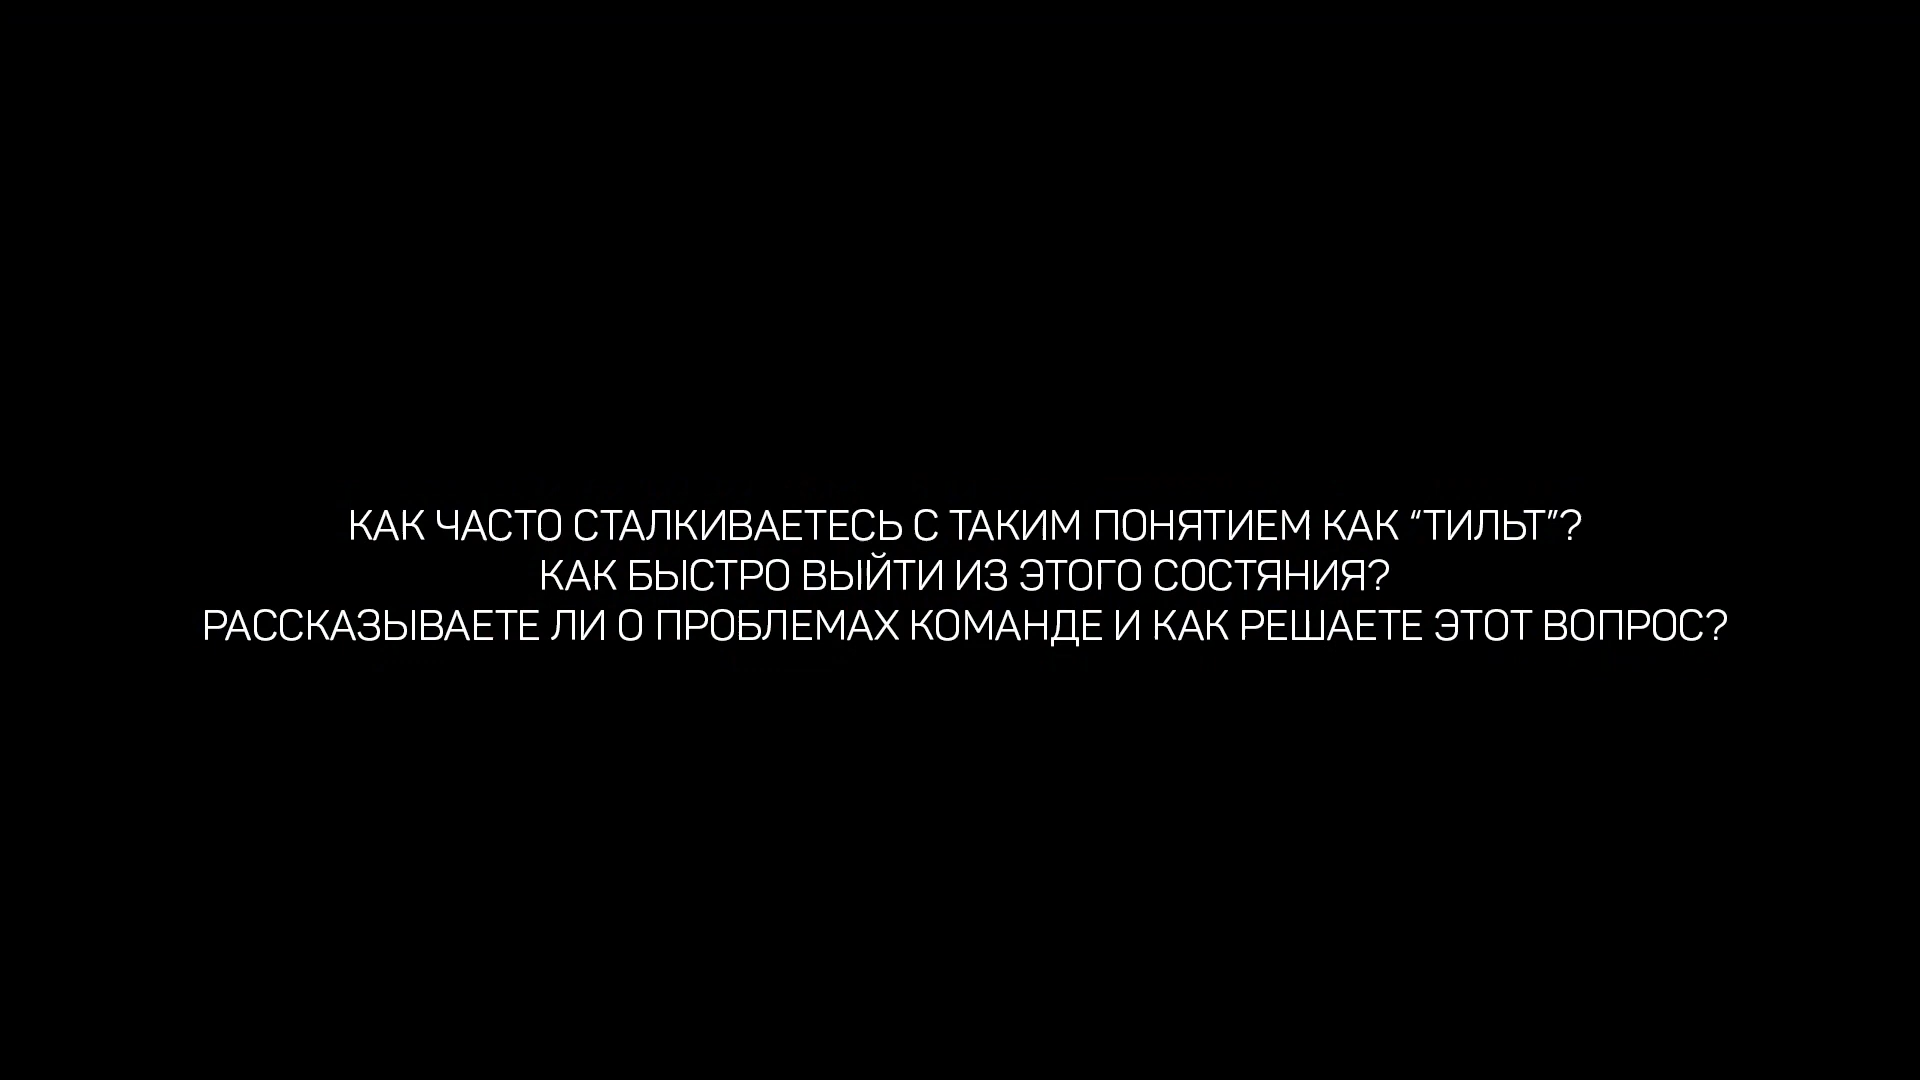 КАК ЧАСТО СТАЛКИВАЕТЕСЬ С ТАКИМ ПОНЯТИЕМ КАК “ТИЛЬТ”?
КАК БЫСТРО ВЫЙТИ ИЗ ЭТОГО СОСТЯНИЯ?
РАССКАЗЫВАЕТЕ ЛИ О ПРОБЛЕМАХ КОМАНДЕ И КАК РЕШАЕТЕ ЭТОТ ВОПРОС?